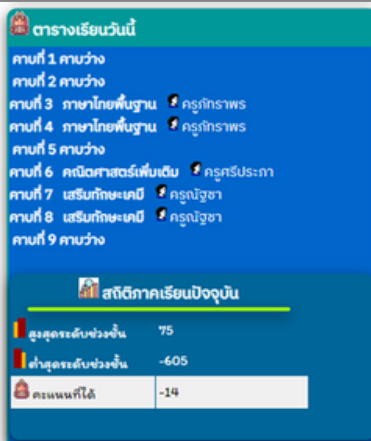 ตารางเรียนวันนี้
คาบที่ 1 คาบว่าง
คาบที่ 2 คาบว่าง
คาบที่ 3 ภาษาไทยพื้นฐาน ครูภัทราพร
คาบที่ 4 ภาษาไทยพื้นฐาน ครูภัทราพร
คาบที่ 5 คาบว่าง
คาบที่ 6 คณิตศาสตร์เพิ่มเติม ครูศรีประภา
คาบที่ 7 เสริมทักษะเคมี ครูณัฐชา
คาบที่ 8 เสริมทักษะเคมี ครูณัฐชา
คาบที่ 9 คาบว่าง
สถิติภาคเรียนปัจจุบัน
สูงสุดระดับช่วงชั้น 75
ต่ำสุดระดับช่วงชั้น -605
คะแนนที่ได้ -14